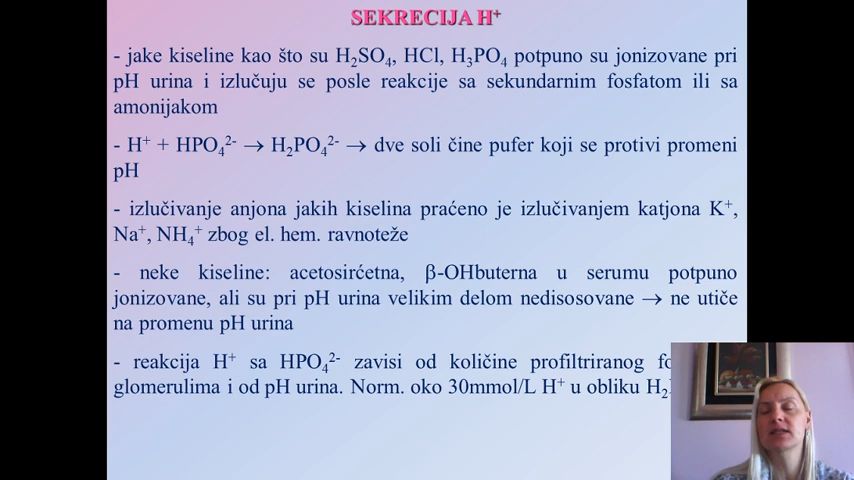 SEKRECIJA H⁺
- jake kiseline kao što su H₂SO₄, HCl, H₃PO₄ potpuno su jonizovane pri
pH urina i izlučuju se posle reakcije sa sekundarnim fosfatom ili sa
amonijakom
- H⁺ + HPO₄²⁻ → H₂PO₄²⁻ → dve soli čine pufer koji se protivi promeni
pH
- izlučivanje anjona jakih kiselina praćeno je izlučivanjem katjona K⁺,
Na⁺, NH₄⁺ zbog el. hem. ravnoteže
- neke kiseline: acetosirćetna, β-OHbuterna u serumu potpuno
jonizovane, ali su pri pH urina velikim delom nedisosovane → ne utiče
na promenu pH urina
- reakcija H⁺ sa HPO₄²⁻ zavisi od količine profiltriranog
glomerulima i od pH urina. Norm. oko 30mmol/L H⁺ u obliku